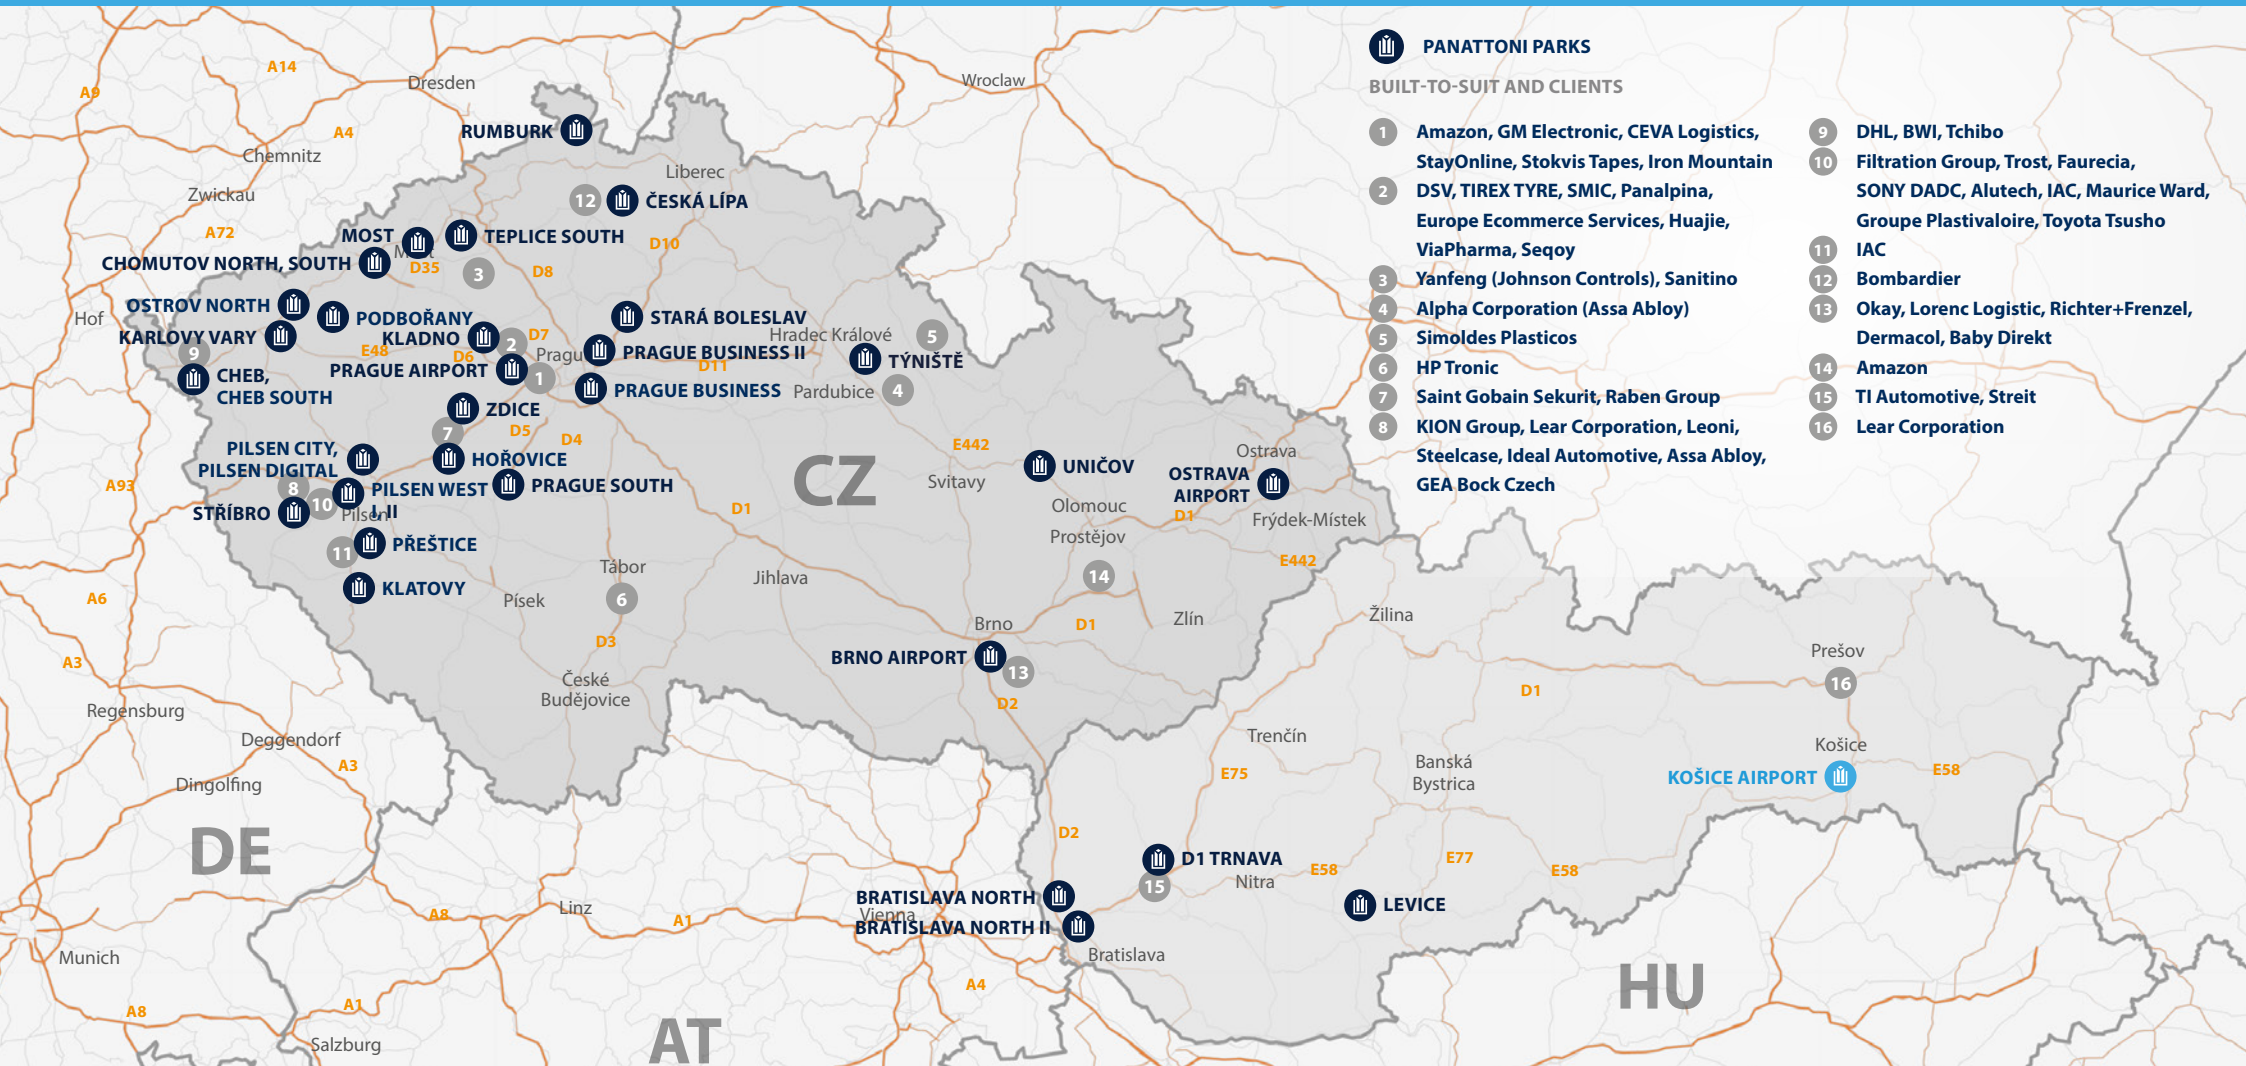 PANATTONI PARKS
BUILT-TO-SUIT AND CLIENTS
1 Amazon, GM Electronic, CEVA Logistics,
StayOnline, Stokvis Tapes, Iron Mountain
2 DSV, TIREX TYRE, SMIC, Panalpina,
Europe Ecommerce Services, Huajie,
ViaPharma, Seqoy
3 Yanfeng (Johnson Controls), Sanitino
4 Alpha Corporation (Assa Abloy)
5 Simoldes Plasticos
6 HP Tronic
7 Saint Gobain Sekurit, Raben Group
8 KION Group, Lear Corporation, Leoni,
Steelcase, Ideal Automotive, Assa Abloy,
GEA Bock Czech
9 DHL, BWI, Tchibo
10 Filtration Group, Trost, Faurecia,
SONY DADC, Alutech, IAC, Maurice Ward,
Groupe Plastivaloire, Toyota Tsusho
11 IAC
12 Bombardier
13 Okay, Lorenc Logistic, Richter+Frenzel,
Dermacol, Baby Direkt
14 Amazon
15 TI Automotive, Streit
16 Lear Corporation
A14
A9
Dresden
Wroclaw
A4
RUMBURK
Chemnitz
Liberec
Zwickau
12
ČESKÁ LÍPA
A72
MOST
TEPLICE SOUTH
D10
CHOMUTOV NORTH, SOUTH
D35
3
D8
OSTROV NORTH
Hof
PODBOŘANY
STARÁ BOLESLAV
KARLOVY VARY
KLADNO
2
D7
Hradec Králové
5
9
E48
D6
Pragu
PRAGUE BUSINESS II
D11
TÝNIŠTĚ
PRAGUE AIRPORT
1
CHEB,
CHEB SOUTH
PRAGUE BUSINESS
Pardubice
4
ZDICE
7
D5
D4
PILSEN CITY,
PILSEN DIGITAL
HOŘOVICE
CZ
E442
UNIČOV
Ostrava
OSTRAVA
AIRPORT
A93
8
10
PILSEN WEST
I, II
PRAGUE SOUTH
Svitavy
STŘÍBRO
Pilsen
D1
Olomouc
D1
Frýdek-Místek
11
PŘEŠTICE
Prostějov
E442
Tábor
Jihlava
14
KLATOVY
Písek
6
A6
Brno
D1
Zlín
Žilina
D3
A3
BRNO AIRPORT
13
Prešov
16
České
Budějovice
D2
D1
Regensburg
Deggendorf
Trenčín
Košice
A3
Dingolfing
E75
Banská
Bystrica
KOŠICE AIRPORT
E58
DE
D2
D1 TRNAVA
15
Nitra
E58
E77
E58
BRATISLAVA NORTH
LEVICE
A8
Linz
A1
Vienna
BRATISLAVA NORTH II
Munich
Bratislava
A4
HU
A8
A1
Salzburg
AT